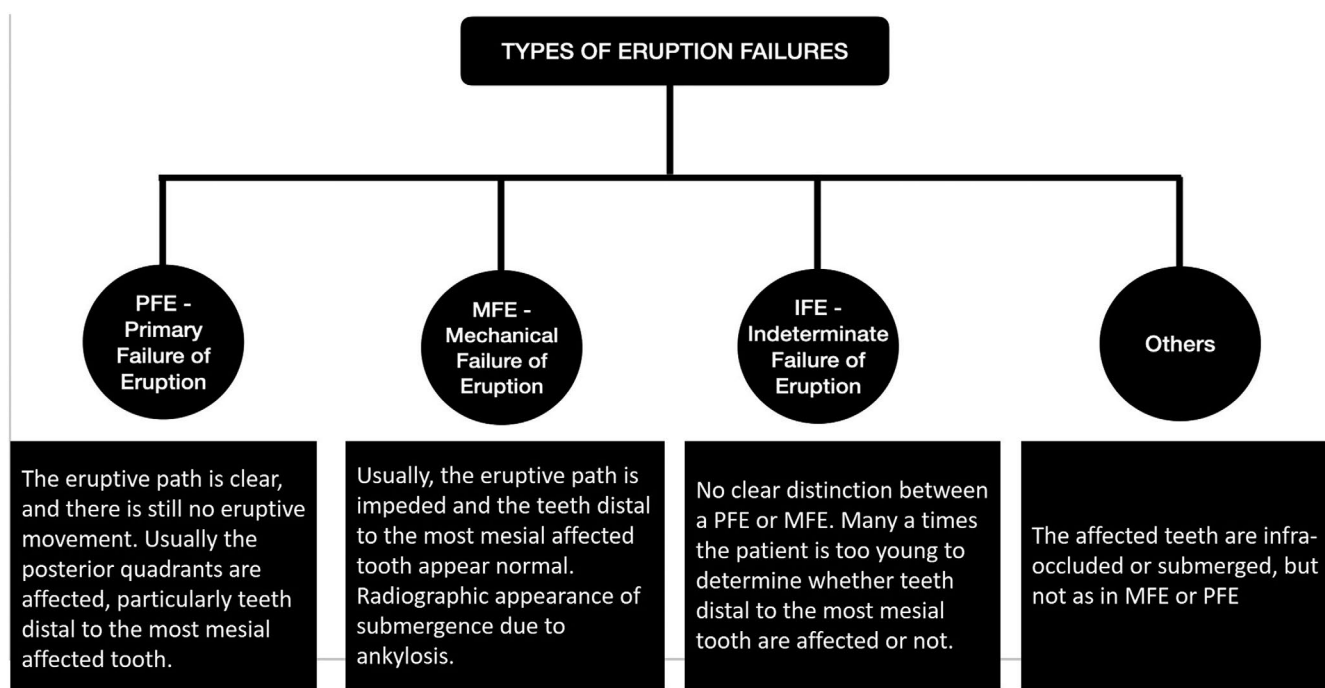 TYPES OF ERUPTION FAILURES
PFE -
Primary
Failure of
Eruption
MFE -
Mechanical
Failure of
Eruption
IFE -
Indeterminate
Failure of
Eruption
Others
The eruptive path is clear,
and there is still no eruptive
movement. Usually the
posterior quadrants are
affected, particularly teeth
distal to the most mesial
affected tooth.
Usually, the eruptive path is
impeded and the teeth distal
to the most mesial affected
tooth appear normal.
Radiographic appearance of
submergence due to
ankylosis.
No clear distinction between
a PFE or MFE. Many a times
the patient is too young to
determine whether teeth
distal to the most mesial
tooth are affected or not.
The affected teeth are infra-
occluded or submerged, but
not as in MFE or PFE